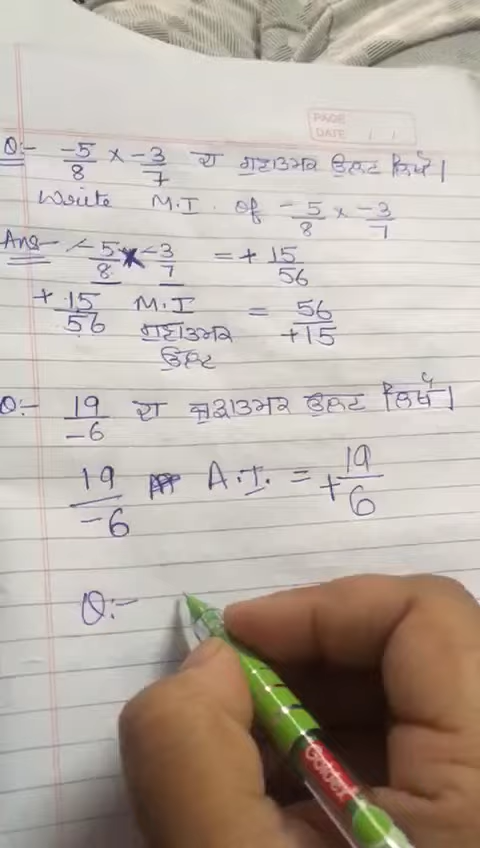 PAGE
DATE
Q:- -5/8 × -3/7 ਦਾ ਗੁਣਾਤਮਕ ਉਲਟ ਲਿਖੋ।
Write M.I. of -5/8 × -3/7
Ans- -5/8 × -3/7 = + 15/56
+15/56 M.I = 56/+15
ਗੁਣਾਤਮਕ
ਉਲਟ
Q:- 19/-6 ਦਾ ਜੋੜਾਤਮਕ ਉਲਟ ਲਿਖੋ।
19/-6 A.I. = +19/6
Q:-